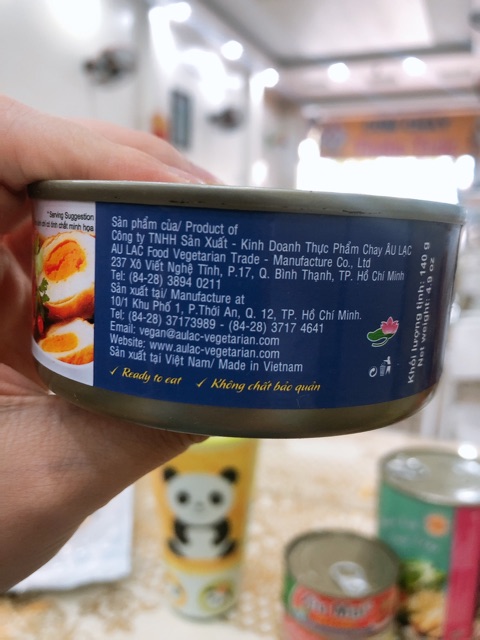 * Serving Suggestion
Sản phẩm của/ Product of
Công ty TNHH Sản Xuất - Kinh Doanh Thực Phẩm Chay ÂU LẠC
AU LAC Food Vegetarian Trade - Manufacture Co., Ltd
237 Xô Viết Nghệ Tĩnh, P.17, Q. Bình Thạnh, TP. Hồ Chí Minh
Tel: (84-28) 3894 0211
Sản xuất tại/ Manufacture at
10/1 Khu Phố 1, P.Thới An, Q. 12, TP. Hồ Chí Minh.
Tel: (84-28) 37173989 - (84-28) 3717 4641
Email: vegan@aulac-vegetarian.com
Website: www.aulac-vegetarian.com
Sản xuất tại Việt Nam/ Made in Vietnam
✓ Ready to eat ✓ Không chất bảo quản
Khối lượng tịnh: 140 g
Net weight: 4.9 oz